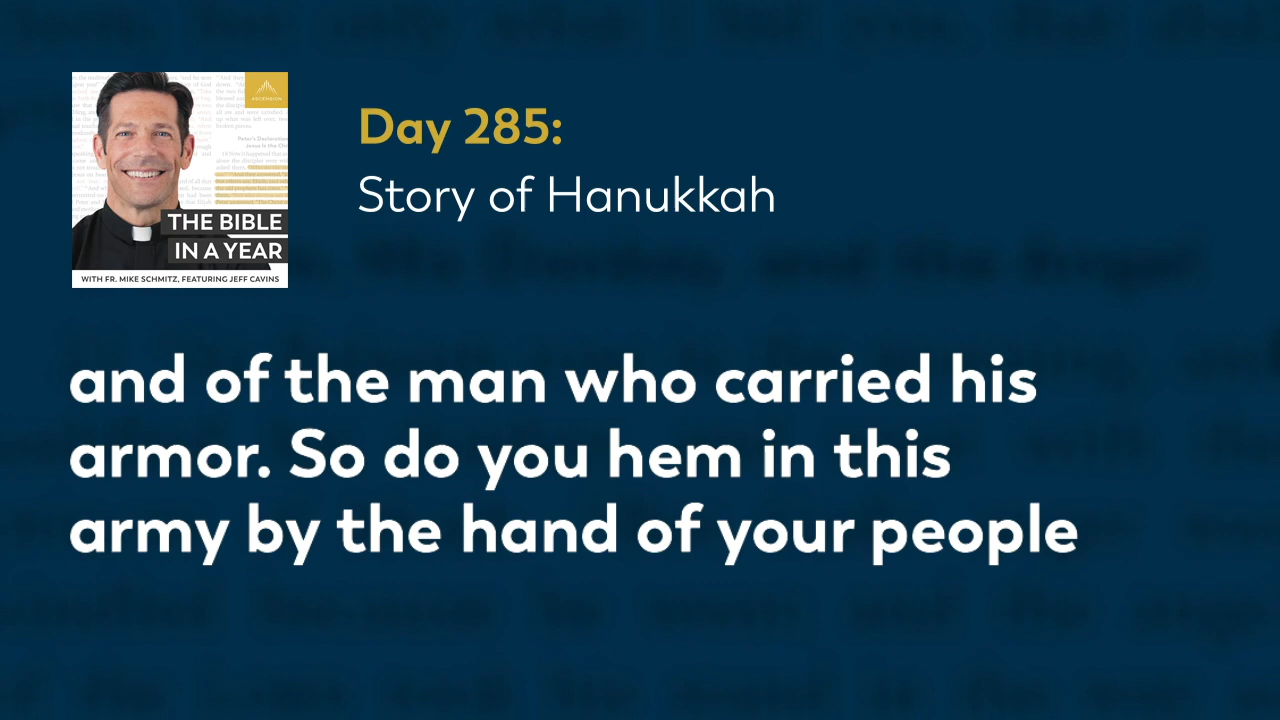 ASCENSION
THE BIBLE
IN A YEAR
WITH FR. MIKE SCHMITZ, FEATURING JEFF CAVINS
Day 285:
Story of Hanukkah
and of the man who carried his
armor. So do you hem in this
army by the hand of your people